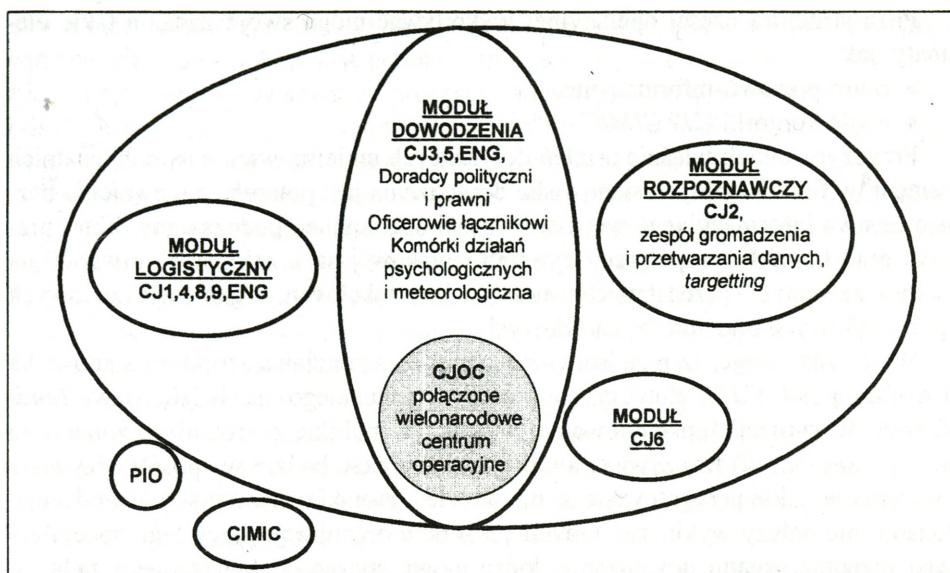 MODUŁ
DOWODZENIA
CJ3,5,ENG,
Doradcy polityczni
i prawni
Oficerowie łącznikowi
Komórki działań
psychologicznych
i meteorologiczna
MODUŁ
LOGISTYCZNY
CJ1,4,8,9,ENG
MODUŁ
ROZPOZNAWCZY
CJ2,
zespół gromadzenia
i przetwarzania danych,
targetting
CJOC
połączone
wielonarodowe
centrum
operacyjne
MODUŁ
CJ6
PIO
CIMIC